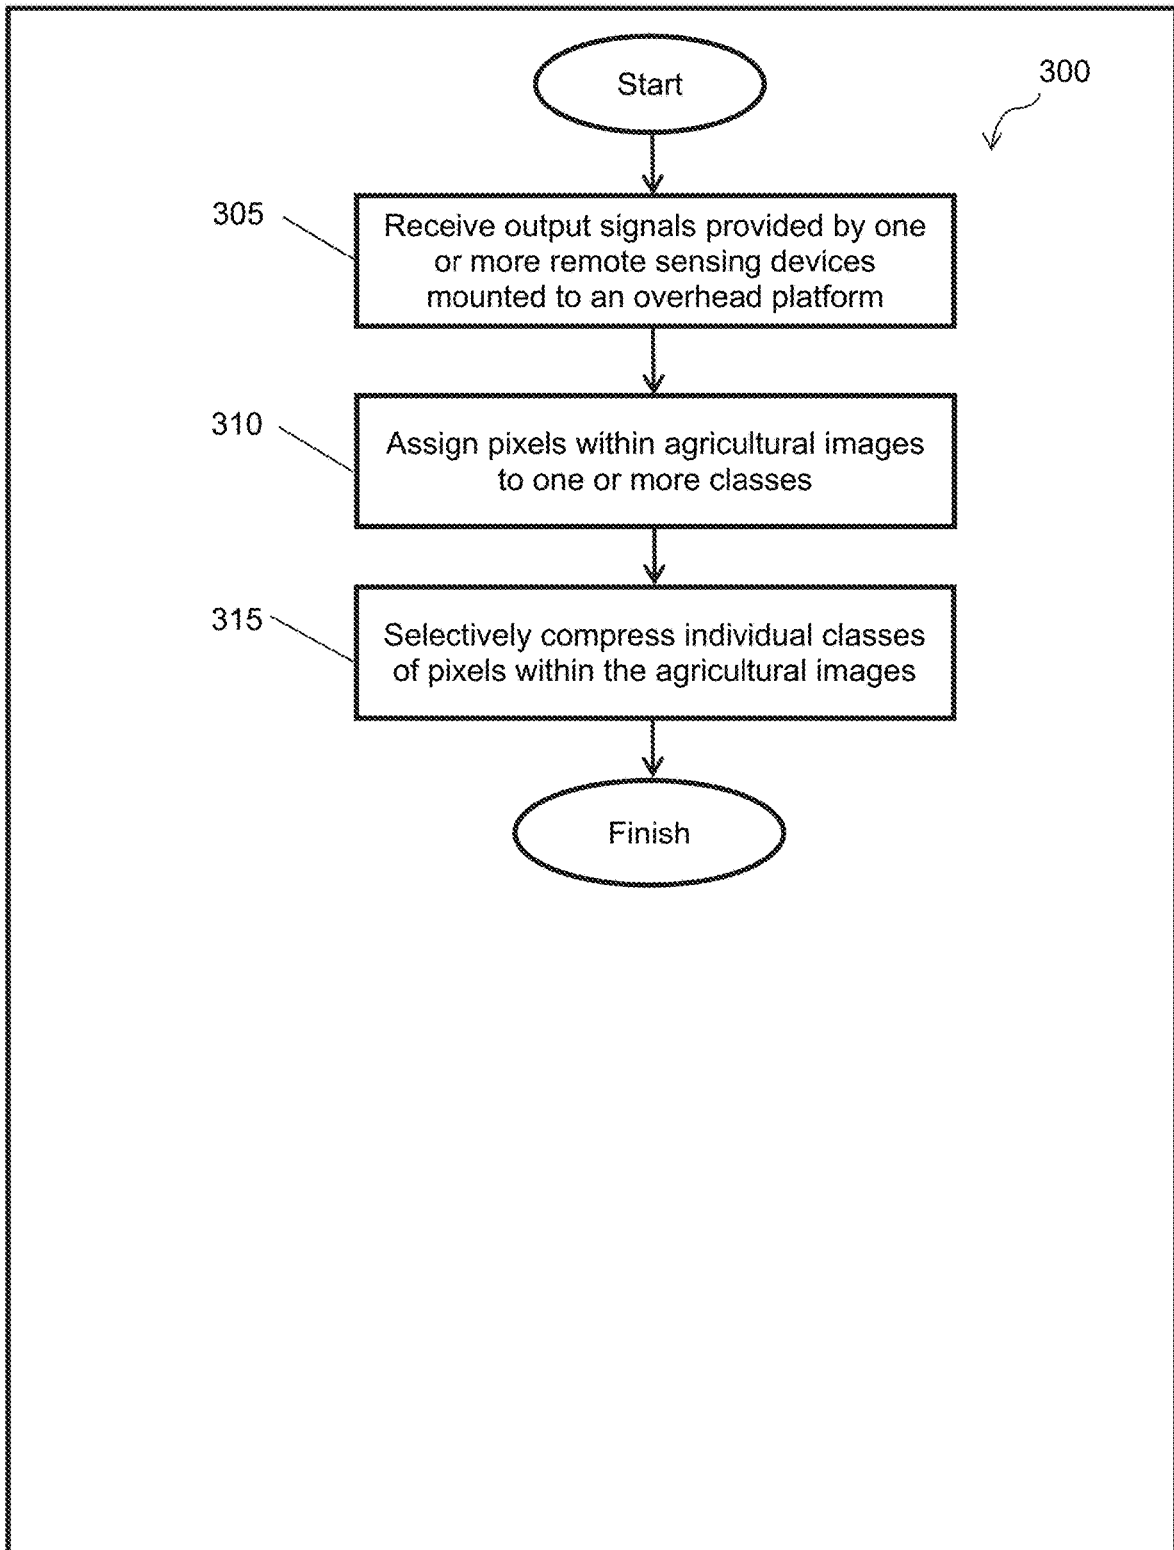 Start
300
305
Receive output signals provided by one
or more remote sensing devices
mounted to an overhead platform
310
Assign pixels within agricultural images
to one or more classes
315
Selectively compress individual classes
of pixels within the agricultural images
Finish